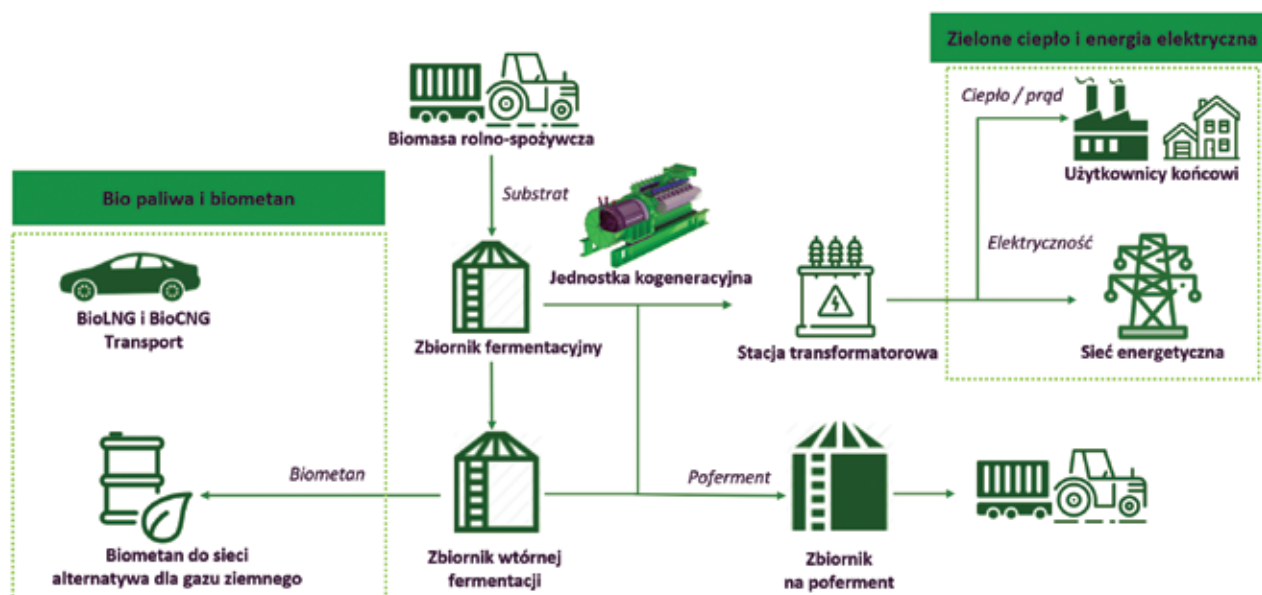 Zielone ciepło i energia elektryczna
Ciepło / prąd
Biomasa rolno-spożywcza
Użytkownicy końcowi
Bio paliwa i biometan
Substrat
Elektryczność
Jednostka kogeneracyjna
BioLNG i BioCNG
Transport
Zbiornik fermentacyjny
Stacja transformatorowa
Sieć energetyczna
Biometan
Poferment
Biometan do sieci
alternatywa dla gazu ziemnego
Zbiornik wtórnej
fermentacji
Zbiornik
na poferment